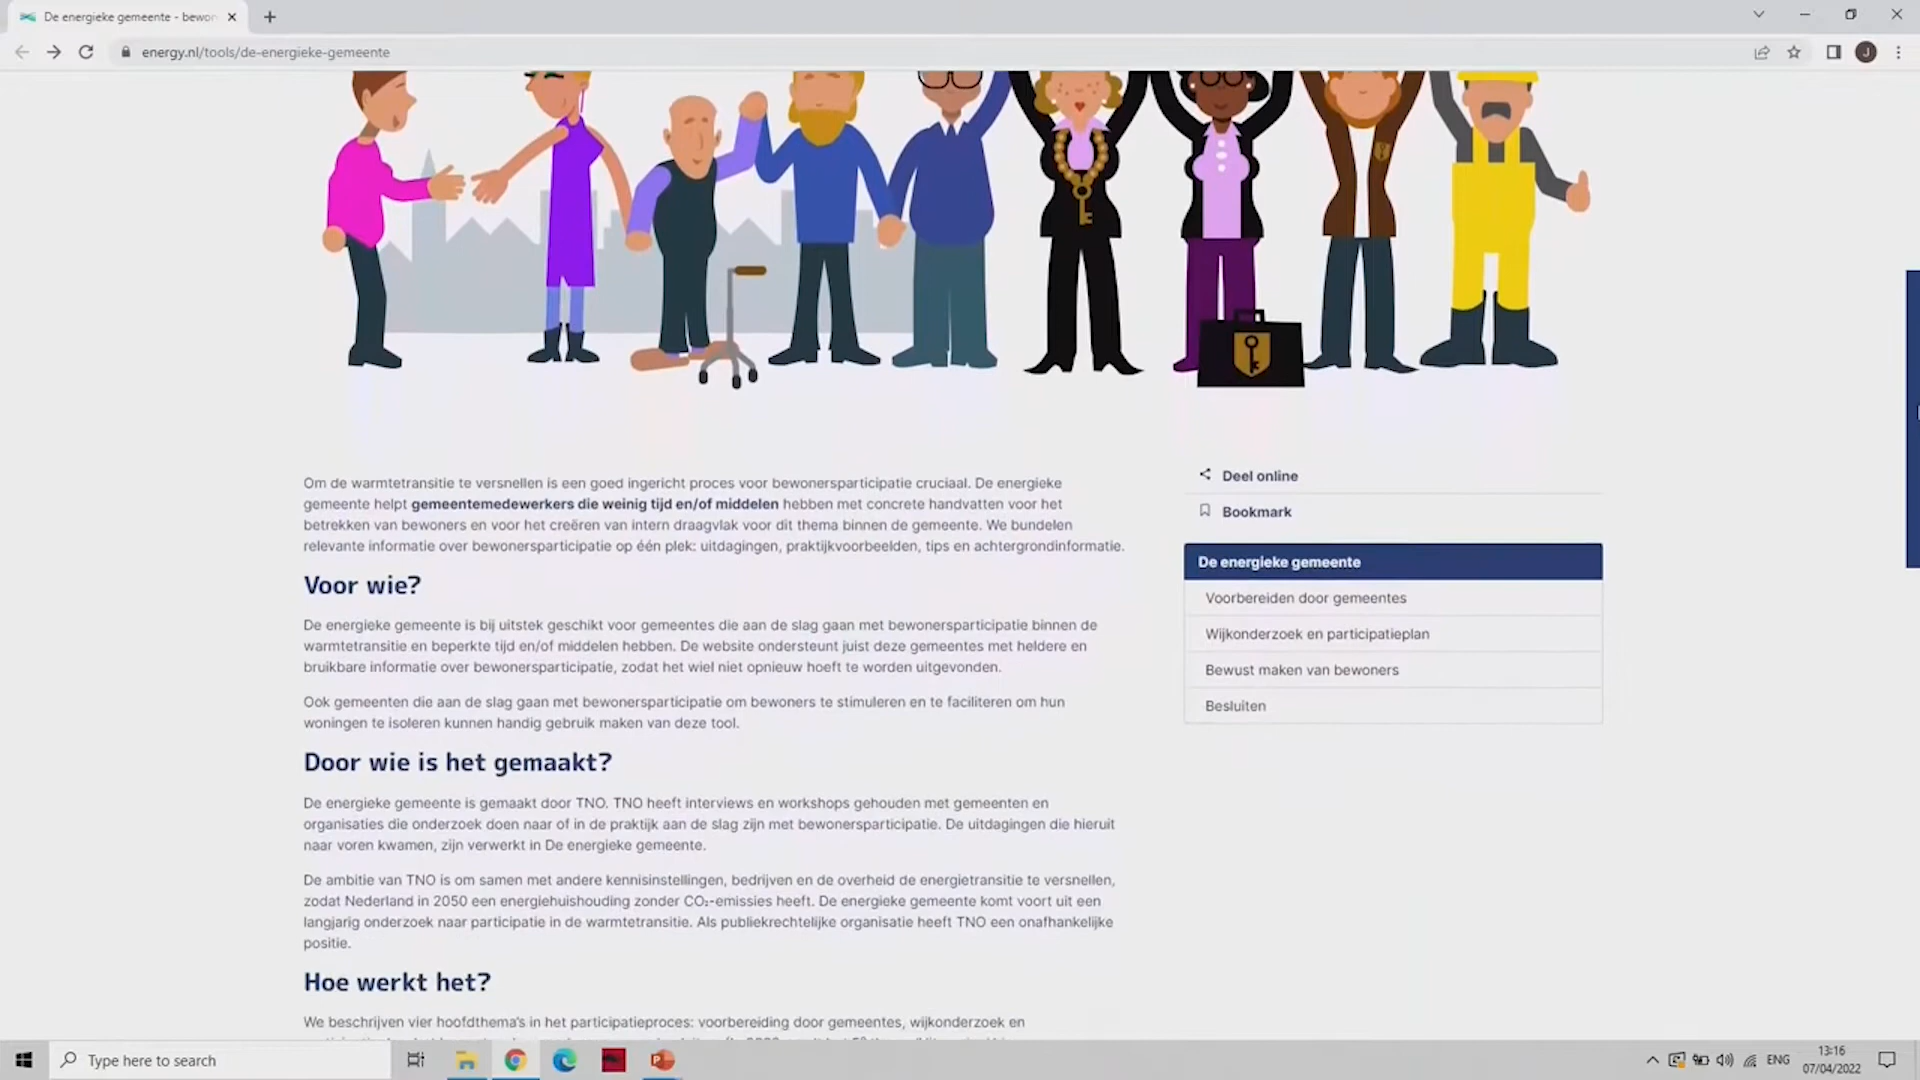 De energieke gemeente - bewon
energy.nl/tools/de-energieke-gemeente
J
Om de warmtetransitie te versnellen is een goed ingericht proces voor bewonersparticipatie cruciaal. De energieke
gemeente helpt gemeentemedewerkers die weinig tijd en/of middelen hebben met concrete handvatten voor het
betrekken van bewoners en voor het creëren van intern draagvlak voor dit thema binnen de gemeente. We bundelen
relevante informatie over bewonersparticipatie op één plek: uitdagingen, praktijkvoorbeelden, tips en achtergrondinformatie.
Voor wie?
De energieke gemeente is bij uitstek geschikt voor gemeentes die aan de slag gaan met bewonersparticipatie binnen de
warmtetransitie en beperkte tijd en/of middelen hebben. De website ondersteunt juist deze gemeentes met heldere en
bruikbare informatie over bewonersparticipatie, zodat het wiel niet opnieuw hoeft te worden uitgevonden.
Ook gemeenten die aan de slag gaan met bewonersparticipatie om bewoners te stimuleren en te faciliteren om hun
woningen te isoleren kunnen handig gebruik maken van deze tool.
Door wie is het gemaakt?
De energieke gemeente is gemaakt door TNO. TNO heeft interviews en workshops gehouden met gemeenten en
organisaties die onderzoek doen naar of in de praktijk aan de slag zijn met bewonersparticipatie. De uitdagingen die hieruit
naar voren kwamen, zijn verwerkt in De energieke gemeente.
De ambitie van TNO is om samen met andere kennisinstellingen, bedrijven en de overheid de energietransitie te versnellen,
zodat Nederland in 2050 een energiehuishouding zonder CO₂-emissies heeft. De energieke gemeente komt voort uit een
langjarig onderzoek naar participatie in de warmtetransitie. Als publiekrechtelijke organisatie heeft TNO een onafhankelijke
positie.
Hoe werkt het?
We beschrijven vier hoofdthema's in het participatieproces: voorbereiding door gemeentes, wijkonderzoek en
Deel online
Bookmark
De energieke gemeente
Voorbereiden door gemeentes
Wijkonderzoek en participatieplan
Bewust maken van bewoners
Besluiten
Type here to search
ENG
13:16
07/04/2022